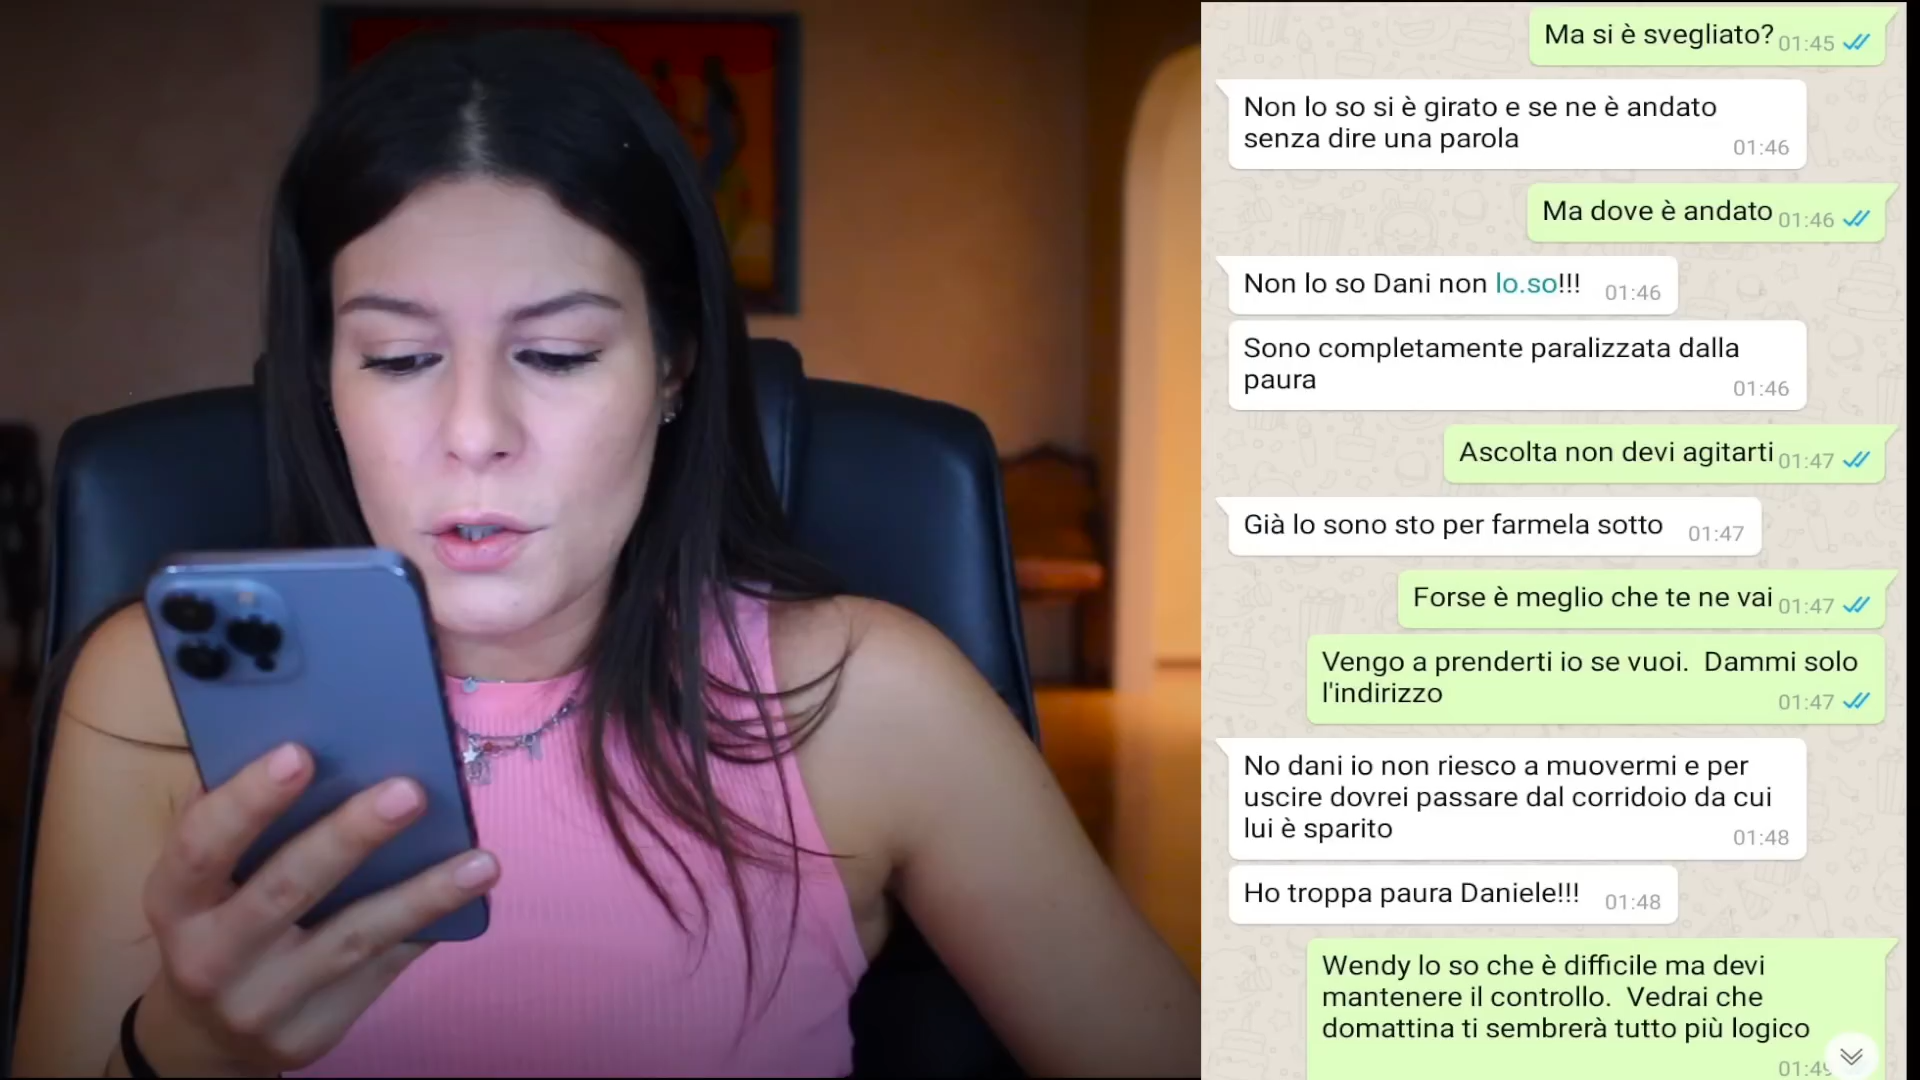 Ma si è svegliato? 01:45
Non lo so si è girato e se ne è andato
senza dire una parola 01:46
Ma dove è andato 01:46
Non lo so Dani non lo.so!!! 01:46
Sono completamente paralizzata dalla
paura 01:46
Ascolta non devi agitarti 01:47
Già lo sono sto per farmela sotto 01:47
Forse è meglio che te ne vai 01:47
Vengo a prenderti io se vuoi.  Dammi solo
l'indirizzo 01:47
No dani io non riesco a muovermi e per
uscire dovrei passare dal corridoio da cui
lui è sparito 01:48
Ho troppa paura Daniele!!! 01:48
Wendy lo so che è difficile ma devi
mantenere il controllo.  Vedrai che
domattina ti sembrerà tutto più logico
01:49